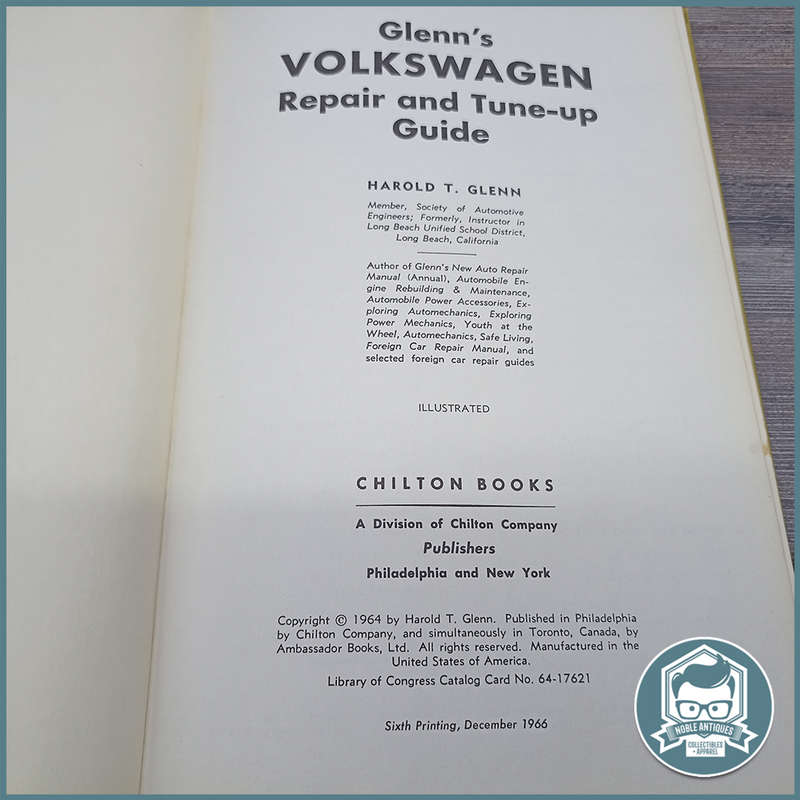 Glenn's
VOLKSWAGEN
Repair and Tune-up
Guide
HAROLD T. GLENN
Member, Society of Automotive
Engineers; Formerly, Instructor in
Long Beach Unified School District,
Long Beach, California
Author of Glenn's New Auto Repair
Manual (Annual), Automobile En-
gine Rebuilding & Maintenance,
Automobile Power Accessories, Ex-
ploring Automechanics, Exploring
Power Mechanics, Youth at the
Wheel, Automechanics, Safe Living,
Foreign Car Repair Manual, and
selected foreign car repair guides
ILLUSTRATED
CHILTON BOOKS
A Division of Chilton Company
Publishers
Philadelphia and New York
Copyright © 1964 by Harold T. Glenn. Published in Philadelphia
by Chilton Company, and simultaneously in Toronto, Canada, by
Ambassador Books, Ltd. All rights reserved. Manufactured in the
United States of America.
Library of Congress Catalog Card No. 64-17621
Sixth Printing, December 1966
NOBLE ANTIQUES
COLLECTIBLES
+ APPAREL